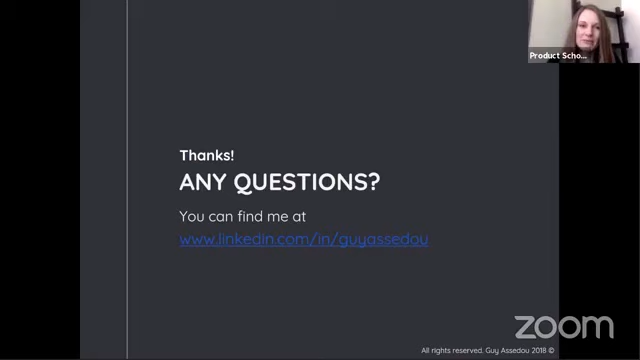 Product Scho...
Thanks!
ANY QUESTIONS?
You can find me at
www.linkedin.com/in/guyassedou
zoom
All rights reserved. Guy Assedou 2018 ©